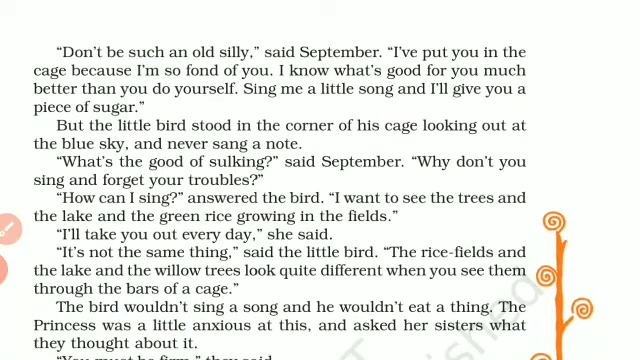 “Don’t be such an old silly,” said September. “I’ve put you in the
cage because I’m so fond of you. I know what’s good for you much
better than you do yourself. Sing me a little song and I’ll give you a
piece of sugar.”
But the little bird stood in the corner of his cage looking out at
the blue sky, and never sang a note.
“What’s the good of sulking?” said September. “Why don’t you
sing and forget your troubles?”
“How can I sing?” answered the bird. “I want to see the trees and
the lake and the green rice growing in the fields.”
“I’ll take you out every day,” she said.
“It’s not the same thing,” said the little bird. “The rice-fields and
the lake and the willow trees look quite different when you see them
through the bars of a cage.”
The bird wouldn’t sing a song and he wouldn’t eat a thing. The
Princess was a little anxious at this, and asked her sisters what
they thought about it.
“You must be firm,” they said.